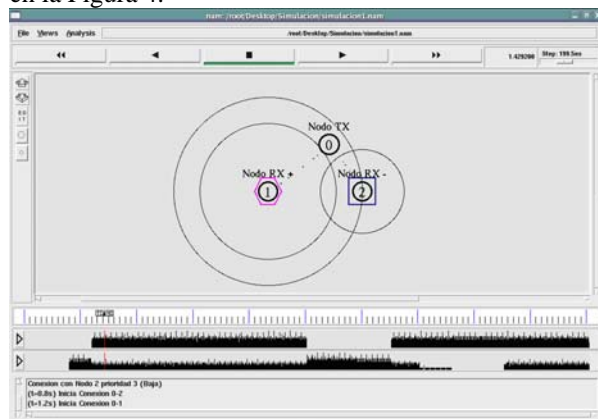 en la Figura 4.
nam: /root/Desktop/Simulacion/simulacion1.nam
File Views Analysis /root/Desktop/Simulacion/simulacion1.nam
1.429200 Step: 199.5ms
Nodo TX
0
Nodo RX + Nodo RX -
1 2
Conexion con Nodo 2 prioridad 3 (Baja)
(t=0.8s) Inicia Conexion 0-2
(t=1.2s) Inicia Conexion 0-1